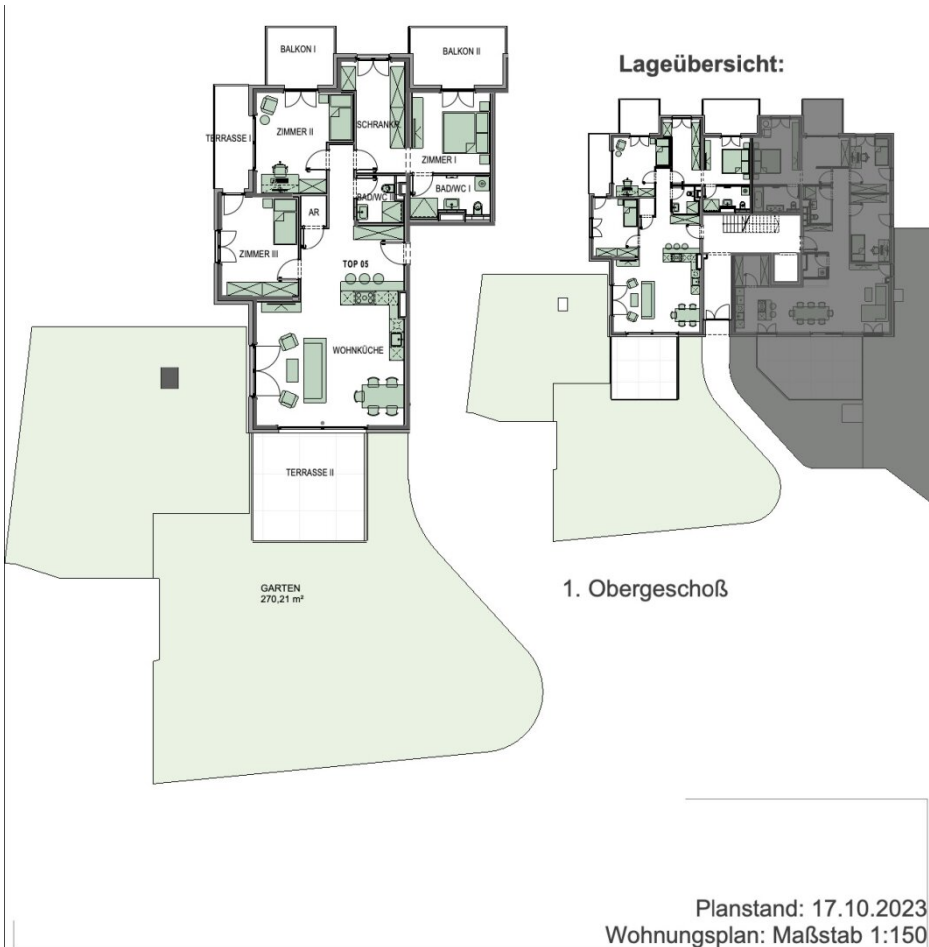 BALKON I
BALKON II
Lageübersicht:
TERRASSE I
ZIMMER II
SCHRANKR.
ZIMMER I
BAD/WC II
BAD/WC I
AR
ZIMMER III
TOP 05
WOHNKÜCHE
TERRASSE II
GARTEN
270,21 m²
1. Obergeschoß
Planstand: 17.10.2023
Wohnungsplan: Maßstab 1:150